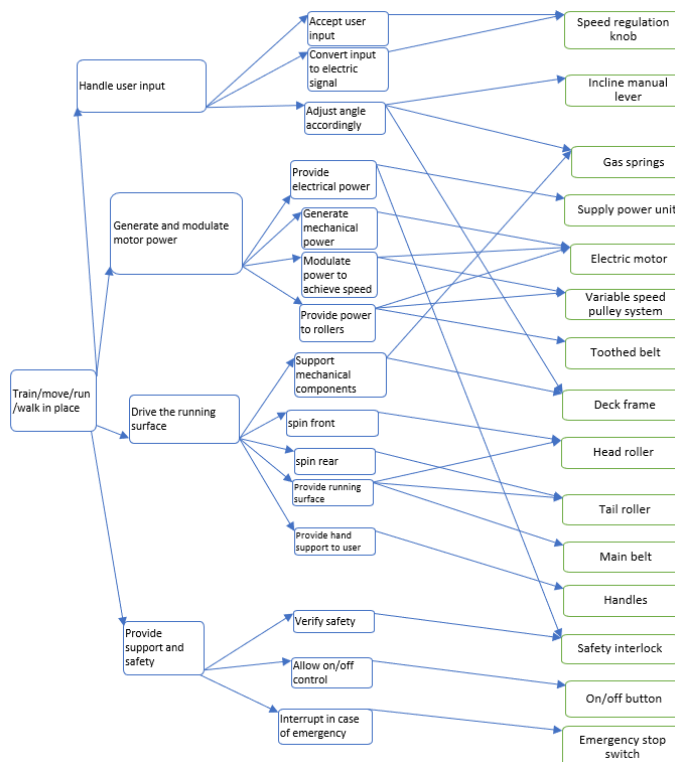 Train/move/run
/walk in place
Handle user input
Generate and modulate
motor power
Drive the running
surface
Provide
support and
safety
Accept user
input
Convert input
to electric
signal
Adjust angle
accordingly
Provide
electrical power
Generate
mechanical
power
Modulate
power to
achieve speed
Provide power
to rollers
Support
mechanical
components
spin front
spin rear
Provide running
surface
Provide hand
support to user
Verify safety
Allow on/off
control
Interrupt in case
of emergency
Speed regulation
knob
Incline manual
lever
Gas springs
Supply power unit
Electric motor
Variable speed
pulley system
Toothed belt
Deck frame
Head roller
Tail roller
Main belt
Handles
Safety interlock
On/off button
Emergency stop
switch